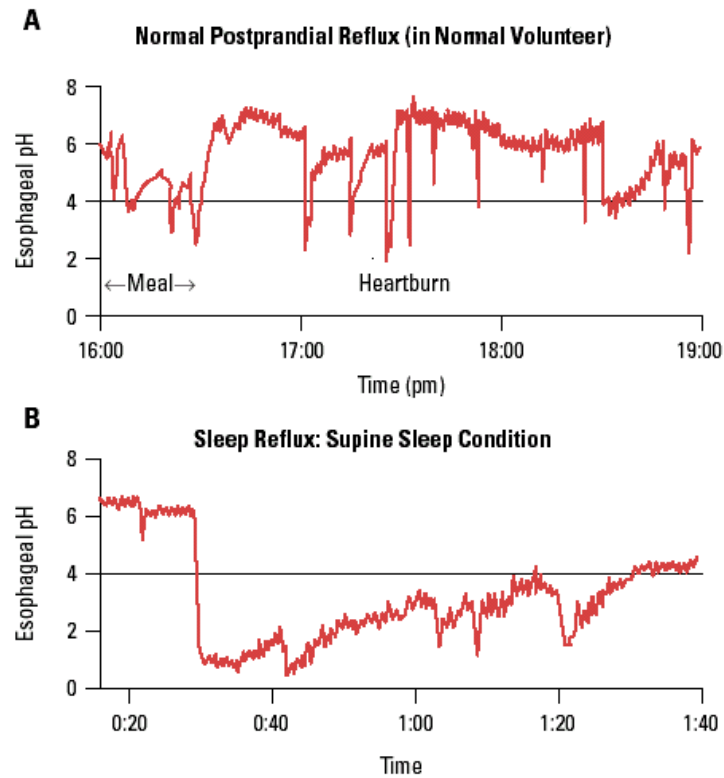 A
Normal Postprandial Reflux (in Normal Volunteer)
8
6
4
2
0
Esophageal pH
←Meal→
Heartburn
16:00 17:00 18:00 19:00
Time (pm)
B
Sleep Reflux: Supine Sleep Condition
8
6
4
2
0
Esophageal pH
0:20 0:40 1:00 1:20 1:40
Time